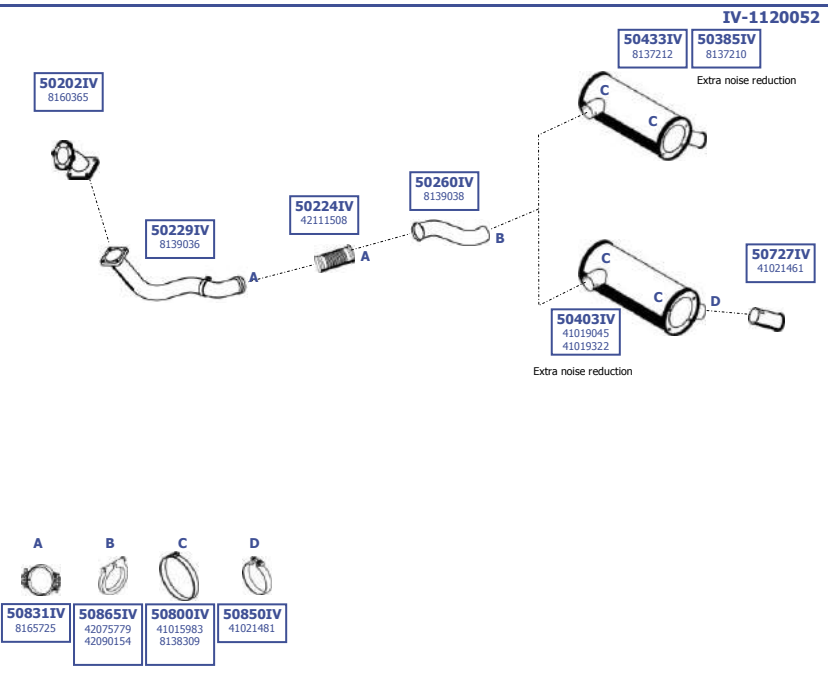 IV-1120052
50433IV
8137212
50385IV
8137210
Extra noise reduction
50202IV
8160365
C
C
50260IV
8139038
50224IV
42111508
50229IV
8139036
B
A
A
50727IV
41021461
C
C
D
50403IV
41019045
41019322
Extra noise reduction
A
B
C
D
50831IV
8165725
50865IV
42075779
42090154
50800IV
41015983
8138309
50850IV
41021481